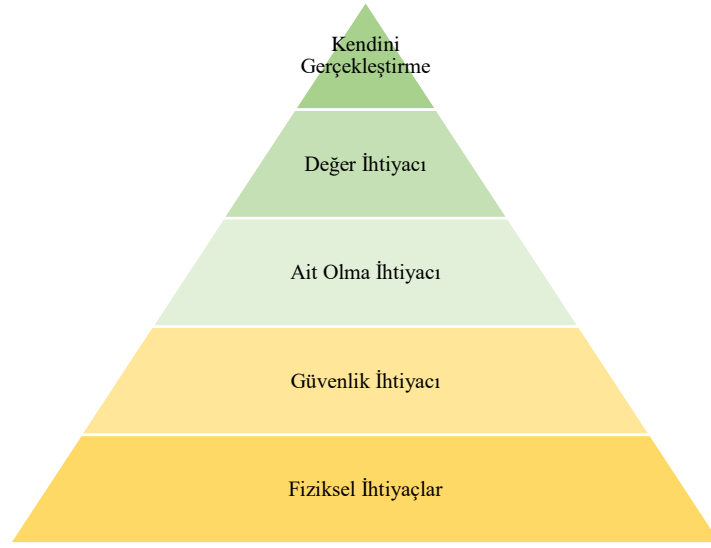 Kendini
Gerçekleştirme
Değer İhtiyacı
Ait Olma İhtiyacı
Güvenlik İhtiyacı
Fiziksel İhtiyaçlar